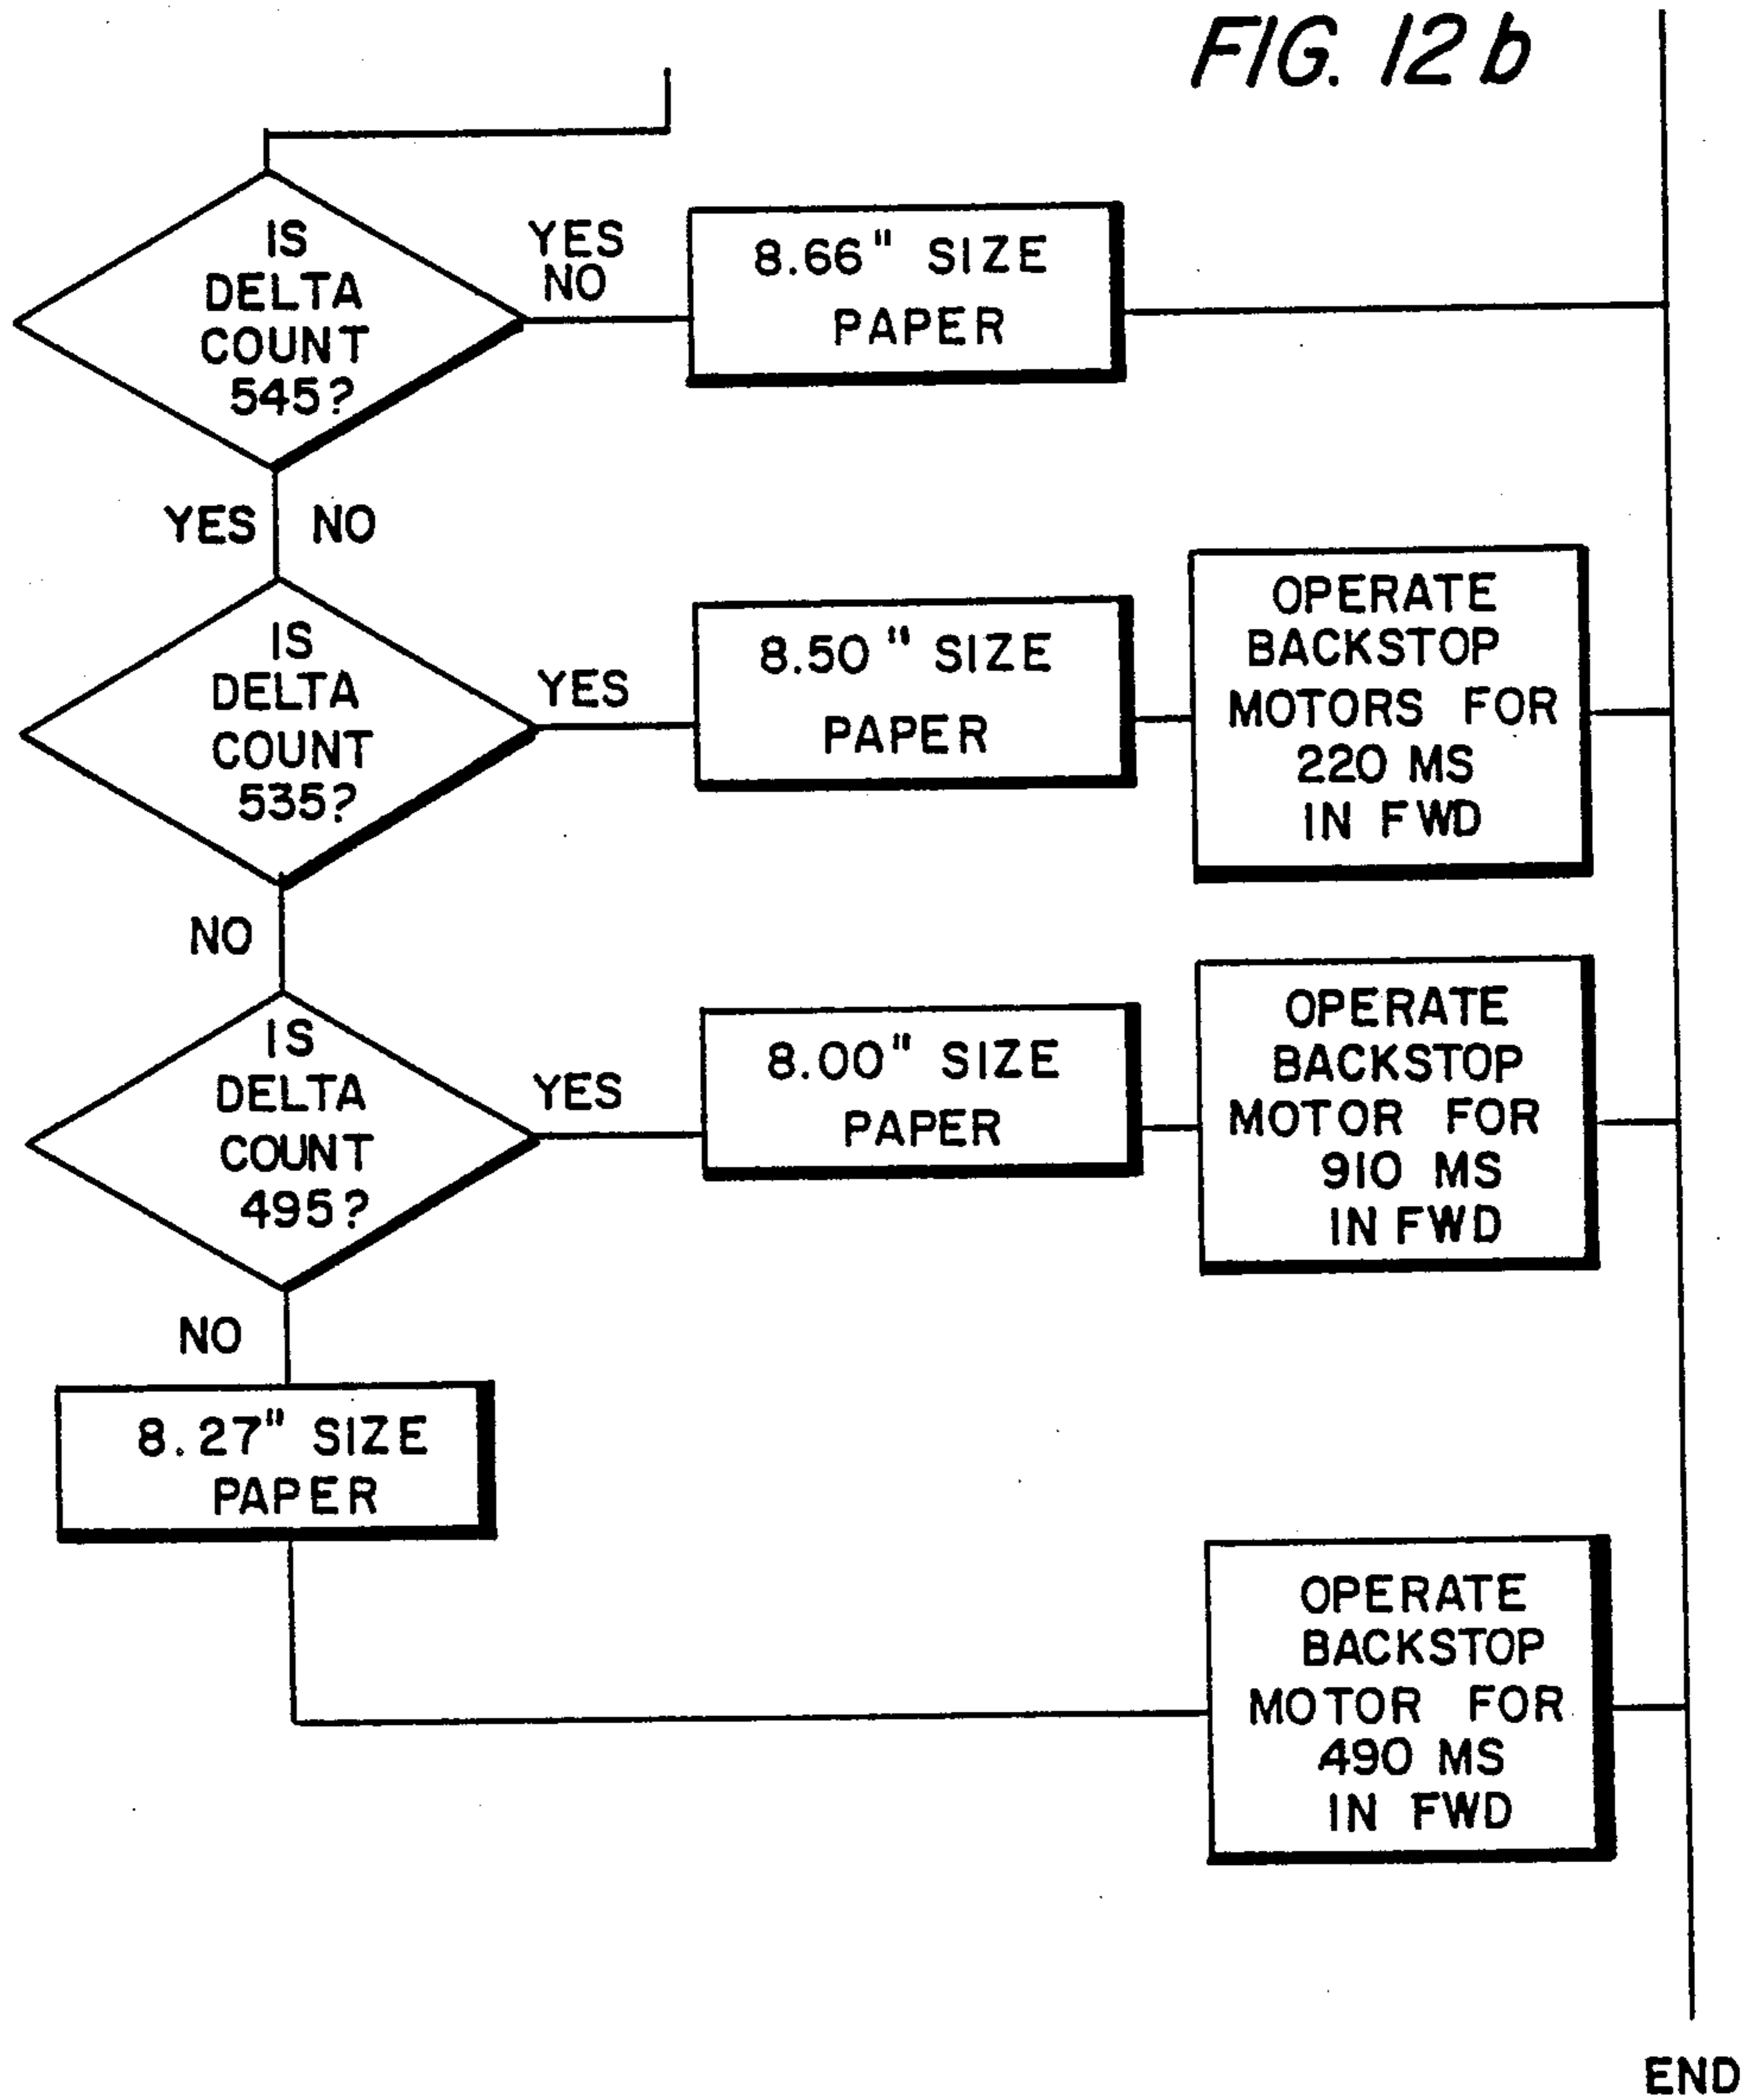 FIG. 12b
IS
DELTA
COUNT
545?
YES
NO
8.66" SIZE
PAPER
YES NO
IS
DELTA
COUNT
535?
YES
8.50" SIZE
PAPER
OPERATE
BACKSTOP
MOTORS FOR
220 MS
IN FWD
NO
IS
DELTA
COUNT
495?
YES
8.00" SIZE
PAPER
OPERATE
BACKSTOP
MOTOR FOR
910 MS
IN FWD
NO
8.27" SIZE
PAPER
OPERATE
BACKSTOP
MOTOR FOR
490 MS
IN FWD
END